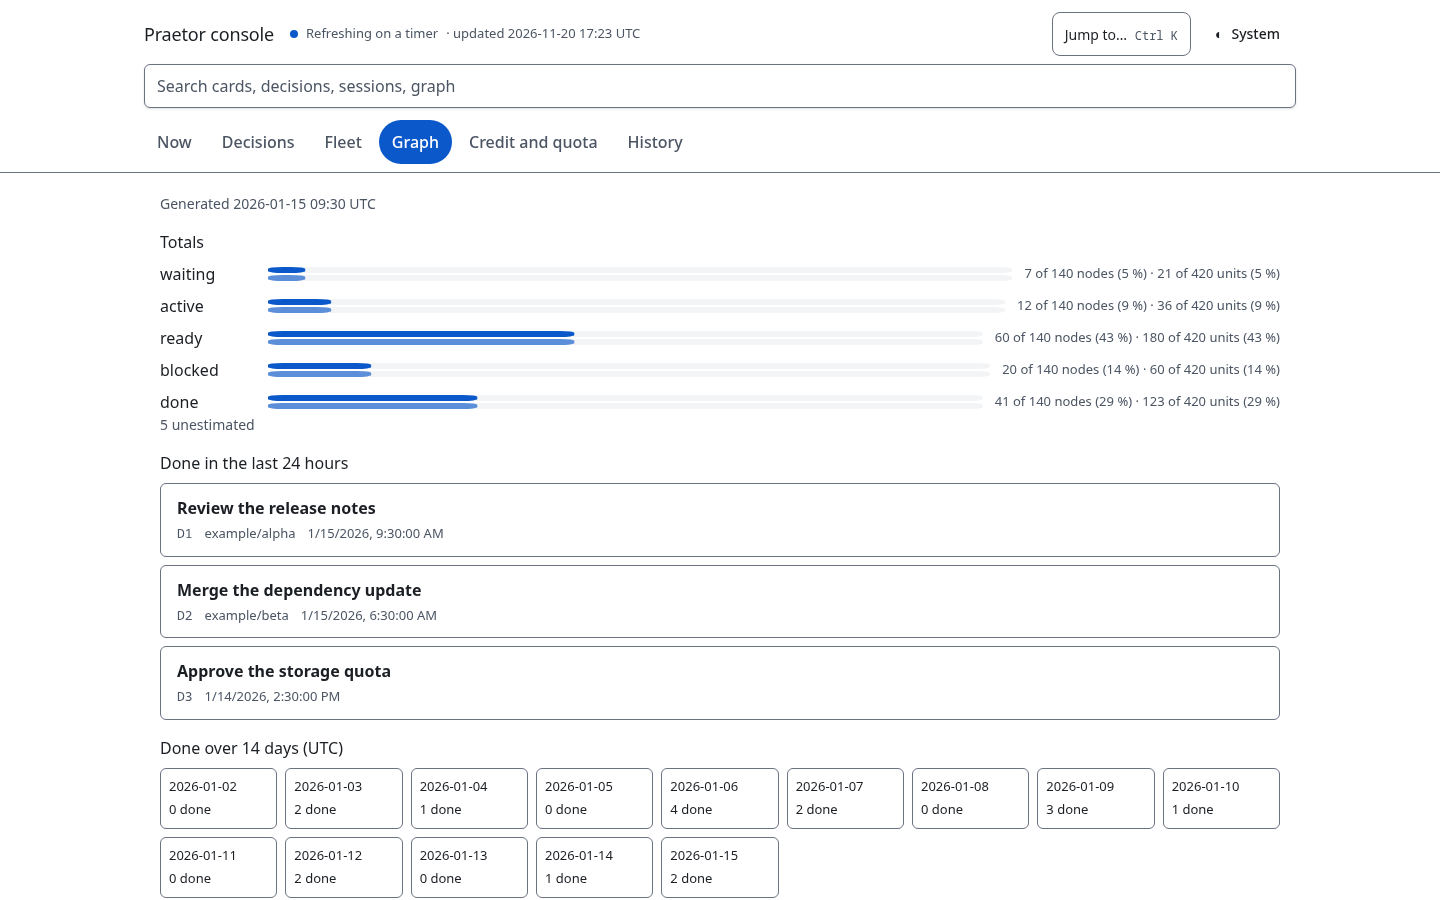 Praetor console
Refreshing on a timer · updated 2026-11-20 17:23 UTC
Jump to... Ctrl K
System
Search cards, decisions, sessions, graph
Now Decisions Fleet Graph Credit and quota History
Generated 2026-01-15 09:30 UTC
Totals
waiting 7 of 140 nodes (5 %) · 21 of 420 units (5 %)
active 12 of 140 nodes (9 %) · 36 of 420 units (9 %)
ready 60 of 140 nodes (43 %) · 180 of 420 units (43 %)
blocked 20 of 140 nodes (14 %) · 60 of 420 units (14 %)
done 41 of 140 nodes (29 %) · 123 of 420 units (29 %)
5 unestimated
Done in the last 24 hours
Review the release notes
D1 example/alpha 1/15/2026, 9:30:00 AM
Merge the dependency update
D2 example/beta 1/15/2026, 6:30:00 AM
Approve the storage quota
D3 1/14/2026, 2:30:00 PM
Done over 14 days (UTC)
2026-01-02 2026-01-03 2026-01-04 2026-01-05 2026-01-06 2026-01-07 2026-01-08 2026-01-09 2026-01-10
0 done 2 done 1 done 0 done 4 done 2 done 0 done 3 done 1 done
2026-01-11 2026-01-12 2026-01-13 2026-01-14 2026-01-15
0 done 2 done 0 done 1 done 2 done